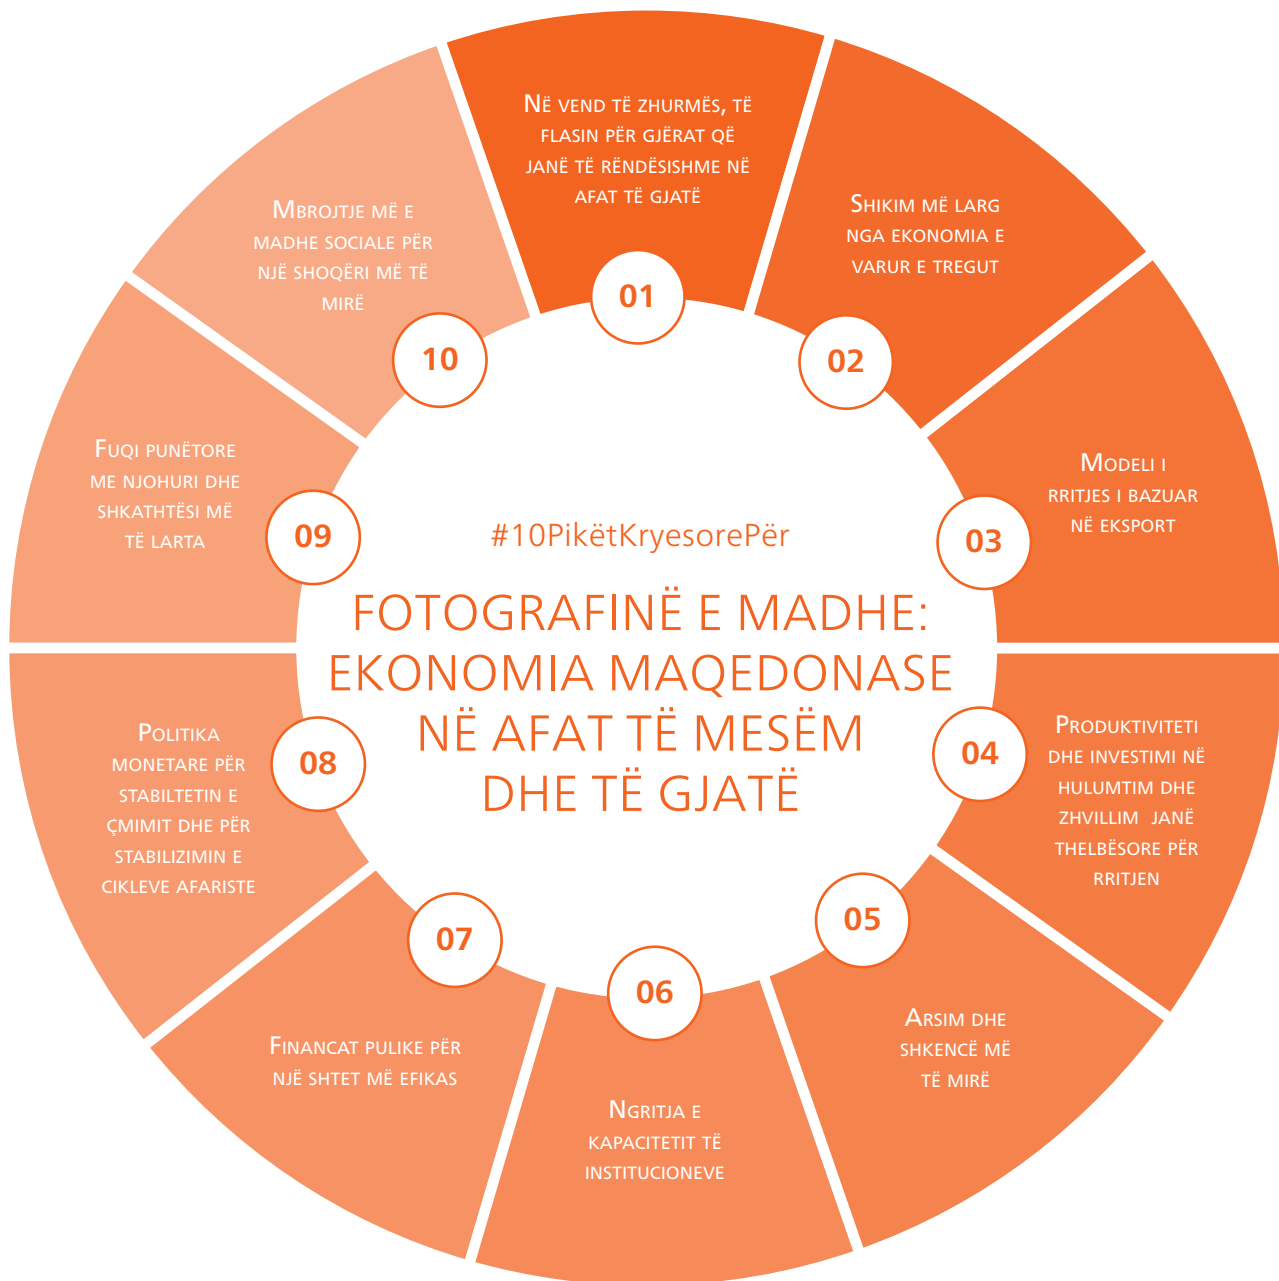 #10PikëtKryesorePër
FOTOGRAFINË E MADHE:
EKONOMIA MAQEDONASE
NË AFAT TË MESËM
DHE TË GJATË
NË VEND TË ZHURMËS, TË
FLASIN PËR GJËRAT QË
JANË TË RËNDËSISHME NË
AFAT TË GJATË
01
SHIKIM MË LARG
NGA EKONOMIA E
VARUR E TREGUT
02
MODELI I
RRITJES I BAZUAR
NË EKSPORT
03
PRODUKTIVITETI
DHE INVESTIMI NË
HULUMTIM DHE
ZHVILLIM JANË
THELBËSORE PËR
RRITJEN
04
ARSIM DHE
SHKENCË MË
TË MIRË
05
NGRITJA E
KAPACITETIT TË
INSTITUCIONEVE
06
FINANCAT PULIKE PËR
NJË SHTET MË EFIKAS
07
POLITIKA
MONETARE PËR
STABILTETIN E
ÇMIMIT DHE PËR
STABILIZIMIN E
CIKLEVE AFARISTE
08
FUQI PUNËTORE
ME NJOHURI DHE
SHKATHTËSI MË
TË LARTA
09
MBROJTJE MË E
MADHE SOCIALE PËR
NJË SHOQËRI MË TË
MIRË
10